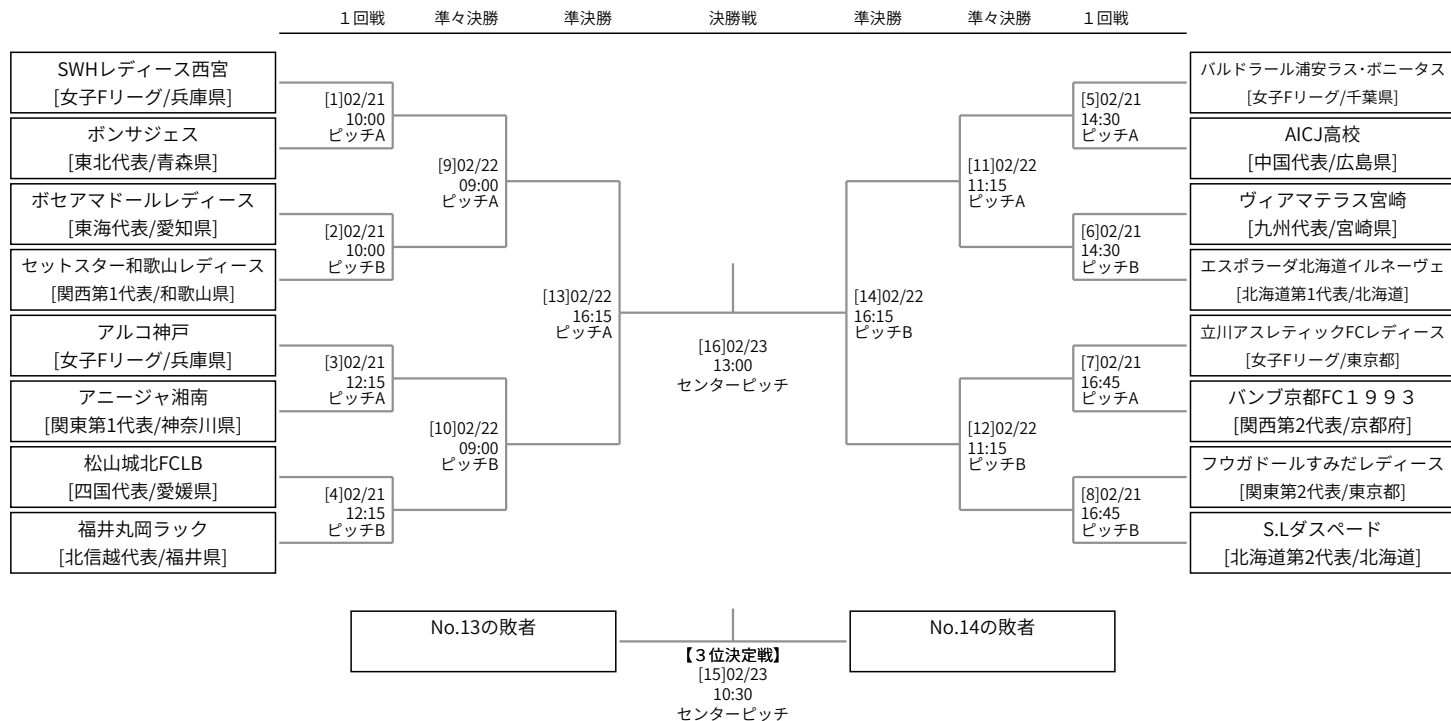 １回戦 準々決勝 準決勝 決勝戦 準決勝 準々決勝 １回戦
SWHレディース西宮
[女子Fリーグ/兵庫県]
ボンサジェス
[東北代表/青森県]
ボセアマドールレディース
[東海代表/愛知県]
セットスター和歌山レディース
[関西第1代表/和歌山県]
アルコ神戸
[女子Fリーグ/兵庫県]
アニージャ湘南
[関東第1代表/神奈川県]
松山城北FCLB
[四国代表/愛媛県]
福井丸岡ラック
[北信越代表/福井県]
[1]02/21
10:00
ピッチA
[2]02/21
10:00
ピッチB
[3]02/21
12:15
ピッチA
[4]02/21
12:15
ピッチB
[9]02/22
09:00
ピッチA
[10]02/22
09:00
ピッチB
[13]02/22
16:15
ピッチA
[16]02/23
13:00
センターピッチ
[14]02/22
16:15
ピッチB
[11]02/22
11:15
ピッチA
[12]02/22
11:15
ピッチB
[5]02/21
14:30
ピッチA
[6]02/21
14:30
ピッチB
[7]02/21
16:45
ピッチA
[8]02/21
16:45
ピッチB
バルドラール浦安ラス・ボニータス
[女子Fリーグ/千葉県]
AICJ高校
[中国代表/広島県]
ヴィアマテラス宮崎
[九州代表/宮崎県]
エスポラーダ北海道イルネーヴェ
[北海道第1代表/北海道]
立川アスレティックFCレディース
[女子Fリーグ/東京都]
バンブ京都FC１９９３
[関西第2代表/京都府]
フウガドールすみだレディース
[関東第2代表/東京都]
S.Lダスペード
[北海道第2代表/北海道]
No.13の敗者
No.14の敗者
【３位決定戦】
[15]02/23
10:30
センターピッチ